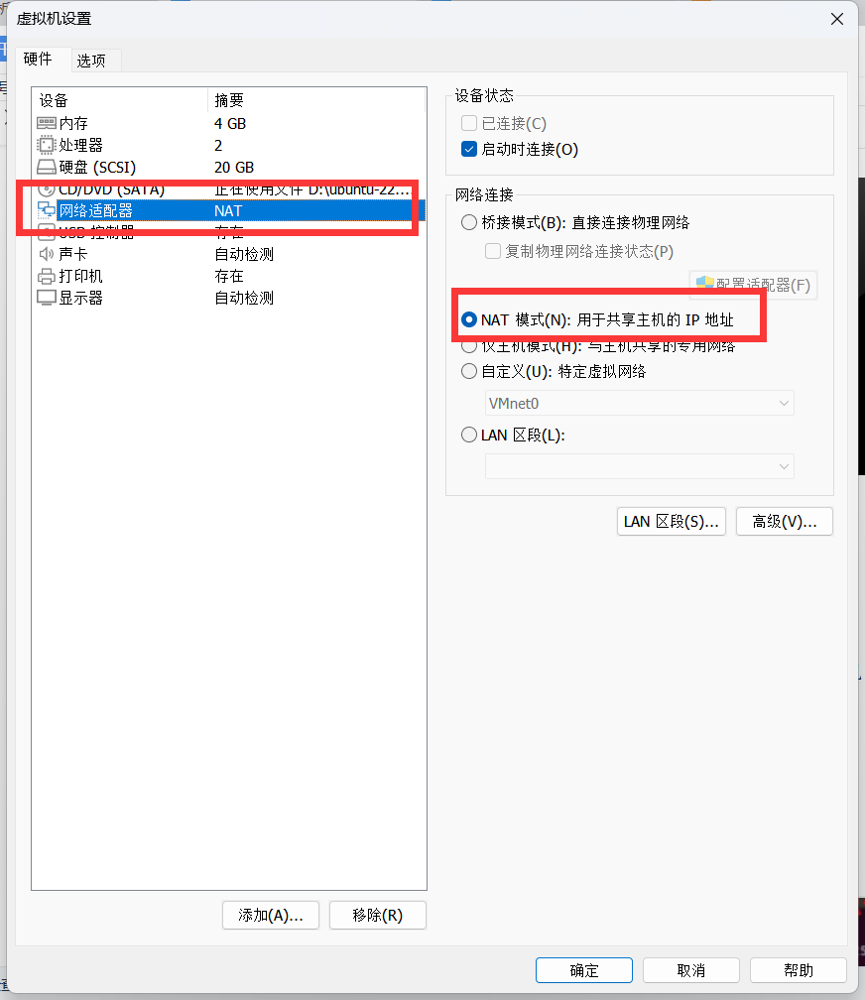 虚拟机设置
硬件 选项
设备 摘要
内存 4 GB
处理器 2
硬盘 (SCSI) 20 GB
CD/DVD (SATA) 正在使用文件 D:\ubuntu-22....
网络适配器 NAT
USB 控制器 存在
声卡 自动检测
打印机 存在
显示器 自动检测
添加(A)... 移除(R)
设备状态
已连接(C)
启动时连接(O)
网络连接
桥接模式(B): 直接连接物理网络
复制物理网络连接状态(P)
配置适配器(F)
NAT 模式(N): 用于共享主机的 IP 地址
仅主机模式(H): 与主机共享的专用网络
自定义(U): 特定虚拟网络
VMnet0
LAN 区段(L):
LAN 区段(S)... 高级(V)...
确定 取消 帮助